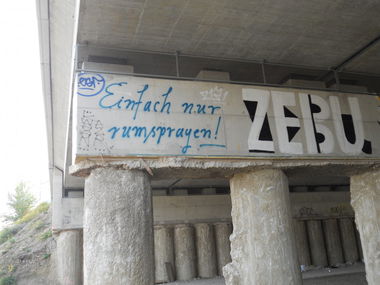 Einfach nur
rumsprayen!
ZEBU